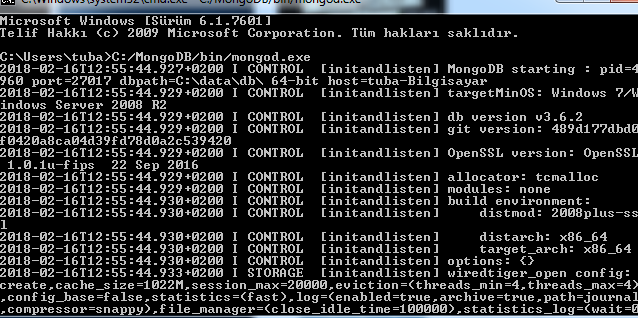 C:\Windows\system32\cmd.exe - C:/MongoDB/bin/mongod.exe
Microsoft Windows [Sürüm 6.1.7601]
Telif Hakkı (c) 2009 Microsoft Corporation. Tüm hakları saklıdır.
C:\Users\tuba>C:/MongoDB/bin/mongod.exe
2018-02-16T12:55:44.927+0200 I CONTROL  [initandlisten] MongoDB starting : pid=4
960 port=27017 dbpath=C:\data\db\ 64-bit host=tuba-Bilgisayar
2018-02-16T12:55:44.929+0200 I CONTROL  [initandlisten] targetMinOS: Windows 7/W
indows Server 2008 R2
2018-02-16T12:55:44.929+0200 I CONTROL  [initandlisten] db version v3.6.2
2018-02-16T12:55:44.929+0200 I CONTROL  [initandlisten] git version: 489d177dbd0
f0420a8ca04d39fd78d0a2c539420
2018-02-16T12:55:44.929+0200 I CONTROL  [initandlisten] OpenSSL version: OpenSSL
 1.0.1u-fips  22 Sep 2016
2018-02-16T12:55:44.929+0200 I CONTROL  [initandlisten] allocator: tcmalloc
2018-02-16T12:55:44.929+0200 I CONTROL  [initandlisten] modules: none
2018-02-16T12:55:44.930+0200 I CONTROL  [initandlisten] build environment:
2018-02-16T12:55:44.930+0200 I CONTROL  [initandlisten]     distmod: 2008plus-ss
l
2018-02-16T12:55:44.930+0200 I CONTROL  [initandlisten]     distarch: x86_64
2018-02-16T12:55:44.930+0200 I CONTROL  [initandlisten]     target_arch: x86_64
2018-02-16T12:55:44.930+0200 I CONTROL  [initandlisten] options: {}
2018-02-16T12:55:44.933+0200 I STORAGE  [initandlisten] wiredtiger_open config:
create,cache_size=1022M,session_max=20000,eviction=(threads_min=4,threads_max=4)
,config_base=false,statistics=(fast),log=(enabled=true,archive=true,path=journal
,compressor=snappy),file_manager=(close_idle_time=100000),statistics_log=(wait=0